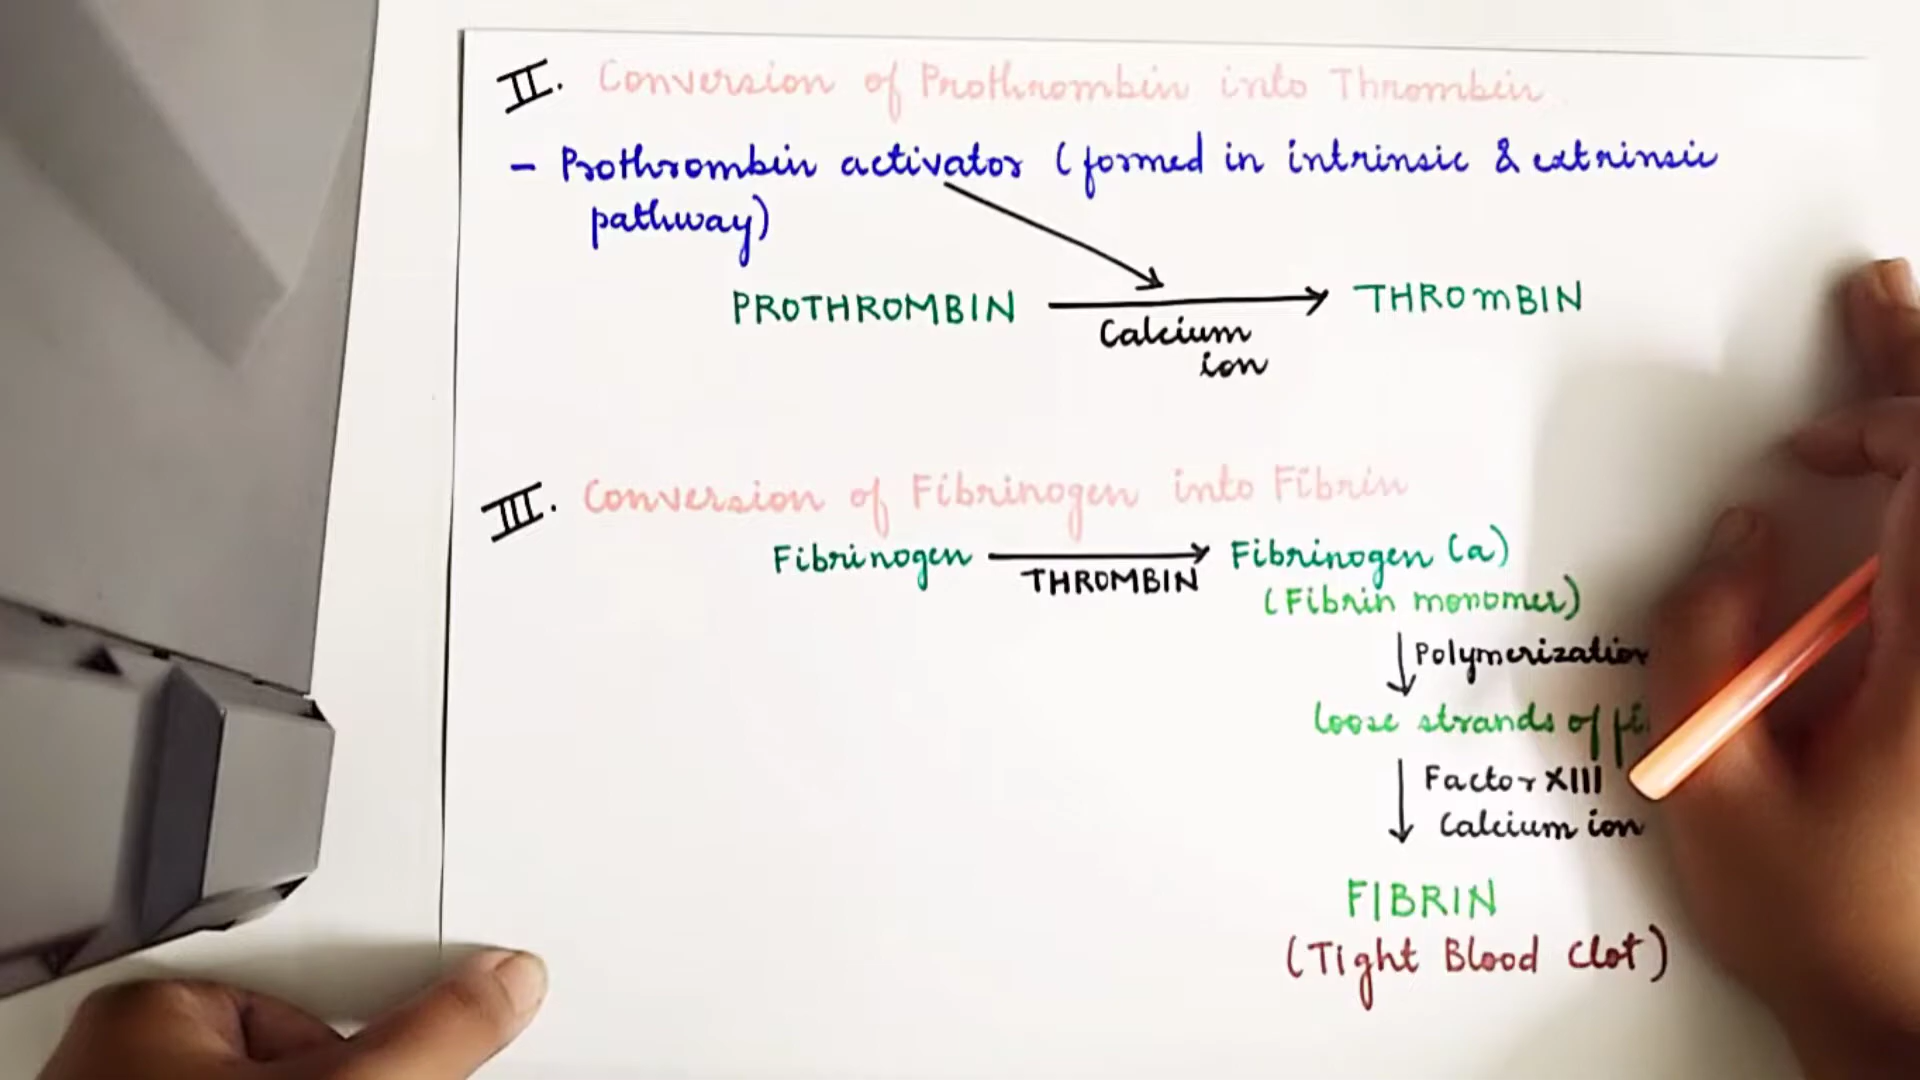 II. Conversion of Prothrombin into Thrombin
- Prothrombin activator (formed in intrinsic & extrinsic
pathway)
PROTHROMBIN THROMBIN
Calcium
ion
III. Conversion of Fibrinogen into Fibrin
Fibrinogen Fibrinogen (a)
THROMBIN
(Fibrin monomer)
Polymerization
loose strands of
Factor XIII
Calcium ion
FIBRIN
(Tight Blood Clot)